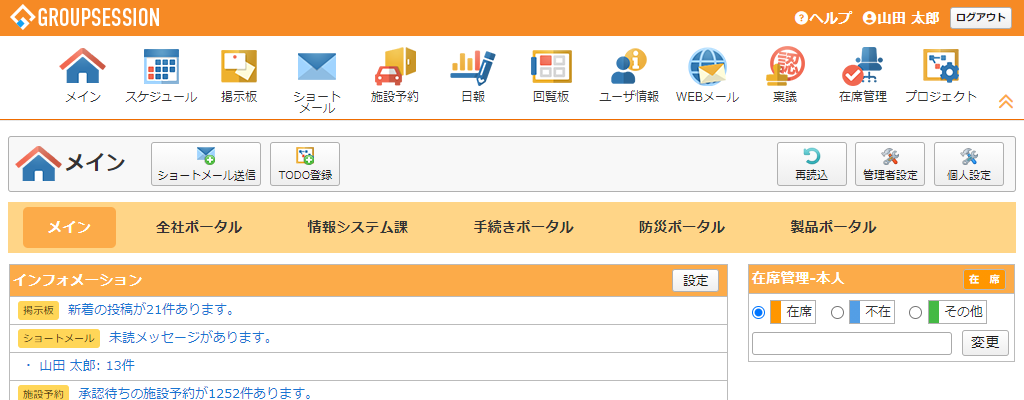 GROUPSESSION ヘルプ 山田 太郎 ログアウト
メイン スケジュール 掲示板 ショートメール 施設予約 日報 回覧板 ユーザ情報 WEBメール 稟議 在席管理 プロジェクト
メイン ショートメール送信 TODO登録 再読込 管理者設定 個人設定
メイン 全社ポータル 情報システム課 手続きポータル 防災ポータル 製品ポータル
インフォメーション 設定
掲示板 新着の投稿が21件あります。
ショートメール 未読メッセージがあります。
・ 山田 太郎: 13件
施設予約 承認待ちの施設予約が1252件あります。
在席管理-本人 在 席
在席 不在 その他
変更